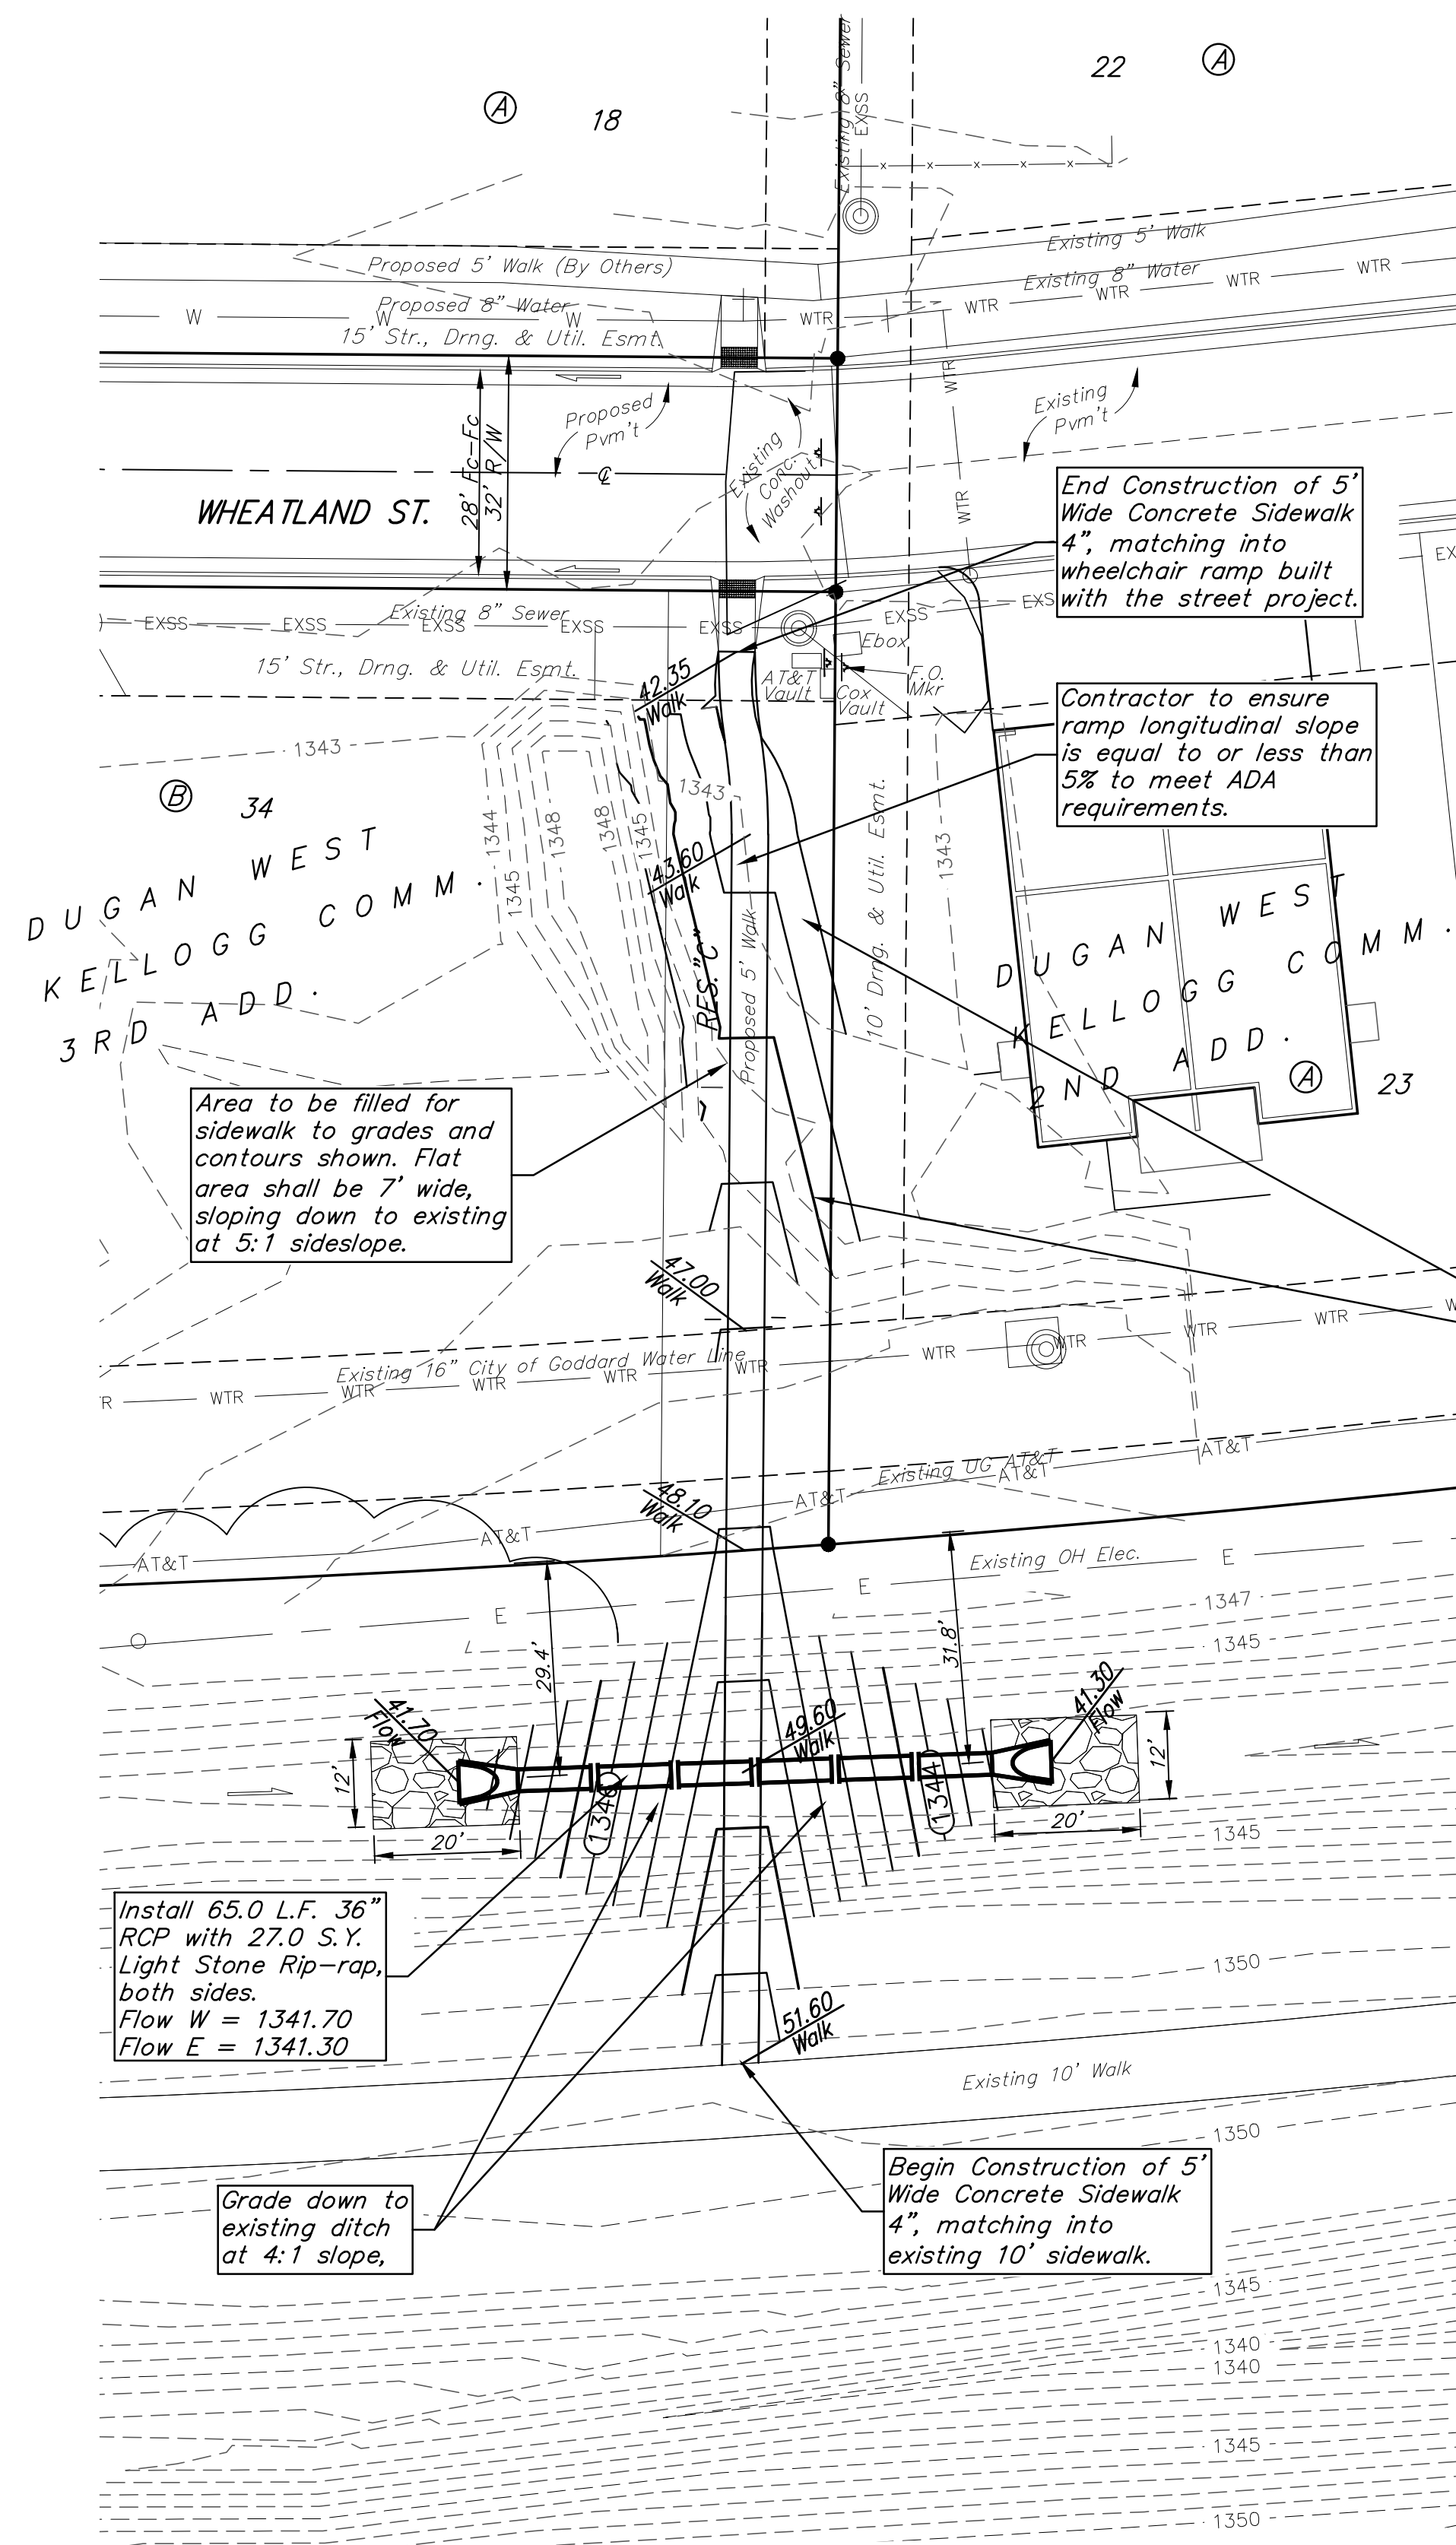 22 A
A 18
Existing 8" Sewer
EXSS
Existing 5' Walk
Proposed 5' Walk (By Others)
Existing 8" Water
WTR WTR WTR WTR WTR
Proposed 8" Water
W W W
15' Str., Drng. & Util. Esmt.
WTR
WTR
Proposed
Pvm't
Existing
Pvm't
28' Fc-Fc
32' R/W
Existing
Conc.
Washout
WHEATLAND ST.
End Construction of 5'
Wide Concrete Sidewalk
4", matching into
wheelchair ramp built
with the street project.
Existing 8" Sewer
EXSS EXSS EXSS EXSS EXSS EXSS EXS
EX
Ebox
15' Str., Drng. & Util. Esmt.
AT&T
Vault
Cox
Vault
F.O.
Mkr
42.35
Walk
Contractor to ensure
ramp longitudinal slope
is equal to or less than
5% to meet ADA
requirements.
1343
1343
1343
B 34
1344
1345
1348
1348
1345
43.60
Walk
10' Drng. & Util. Esmt.
DUGAN WEST
KELLOGG COMM.
3RD ADD.
RES. "C"
Proposed 5' Walk
DUGAN WEST
KELLOGG COMM.
2ND ADD.
A 23
Area to be filled for
sidewalk to grades and
contours shown. Flat
area shall be 7' wide,
sloping down to existing
at 5:1 sideslope.
47.00
Walk
Existing 16" City of Goddard Water Line
R WTR WTR WTR WTR WTR WTR WTR WTR WTR W
Existing UG AT&T
AT&T AT&T AT&T AT&T AT&T
48.10
Walk
Existing OH Elec.
E E E
1347
1345
29.4'
31.8'
41.70
Flow
41.30
Flow
49.60
Walk
12'
12'
1346
1344
20'
20'
1345
Install 65.0 L.F. 36"
RCP with 27.0 S.Y.
Light Stone Rip-rap,
both sides.
Flow W = 1341.70
Flow E = 1341.30
1350
51.60
Walk
Existing 10' Walk
1350
Begin Construction of 5'
Wide Concrete Sidewalk
4", matching into
existing 10' sidewalk.
Grade down to
existing ditch
at 4:1 slope,
1345
1340
1340
1345
1350